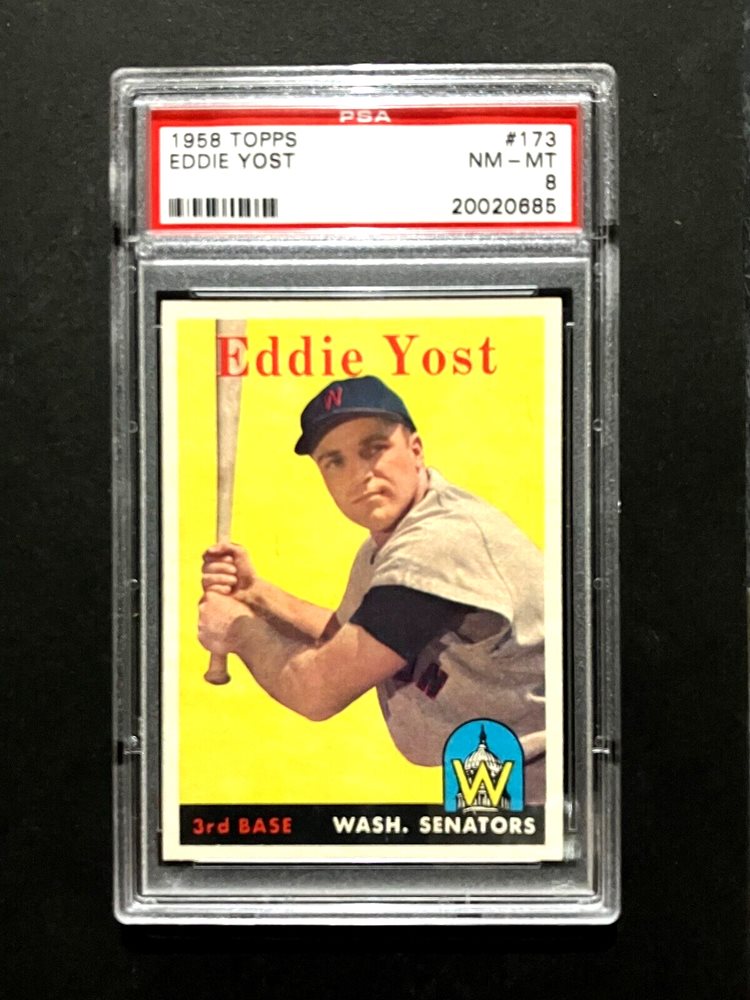 PSA
1958 TOPPS #173
EDDIE YOST NM - MT
8
20020685
Eddie Yost
W
N
W
3rd BASE WASH. SENATORS